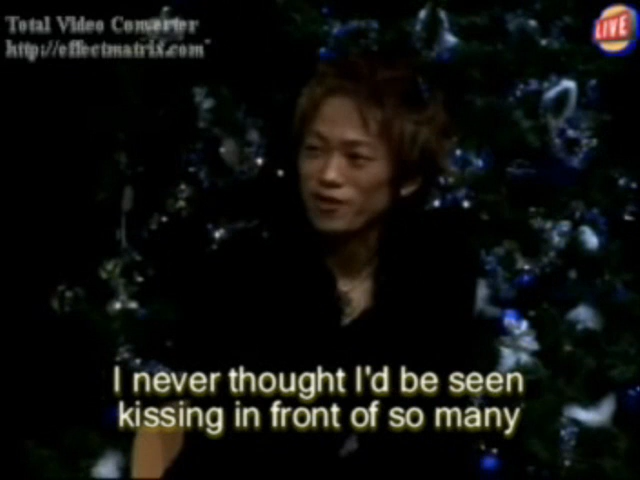 Total Video Converter
http://effectmatrix.com
LIVE
I never thought I'd be seen
kissing in front of so many